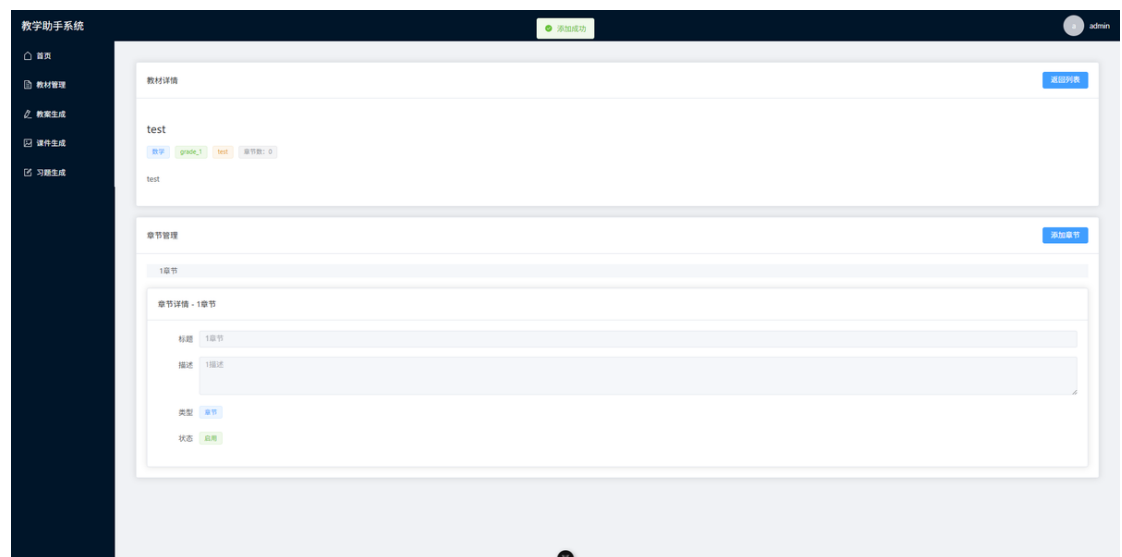 教学助手系统
添加成功
admin
首页
教材管理
教案生成
课件生成
习题生成
教材详情
返回列表
test
数学 grade_1 test 章节数: 0
test
章节管理
添加章节
1章节
章节详情 - 1章节
标题 1章节
描述 1描述
类型 章节
状态 启用